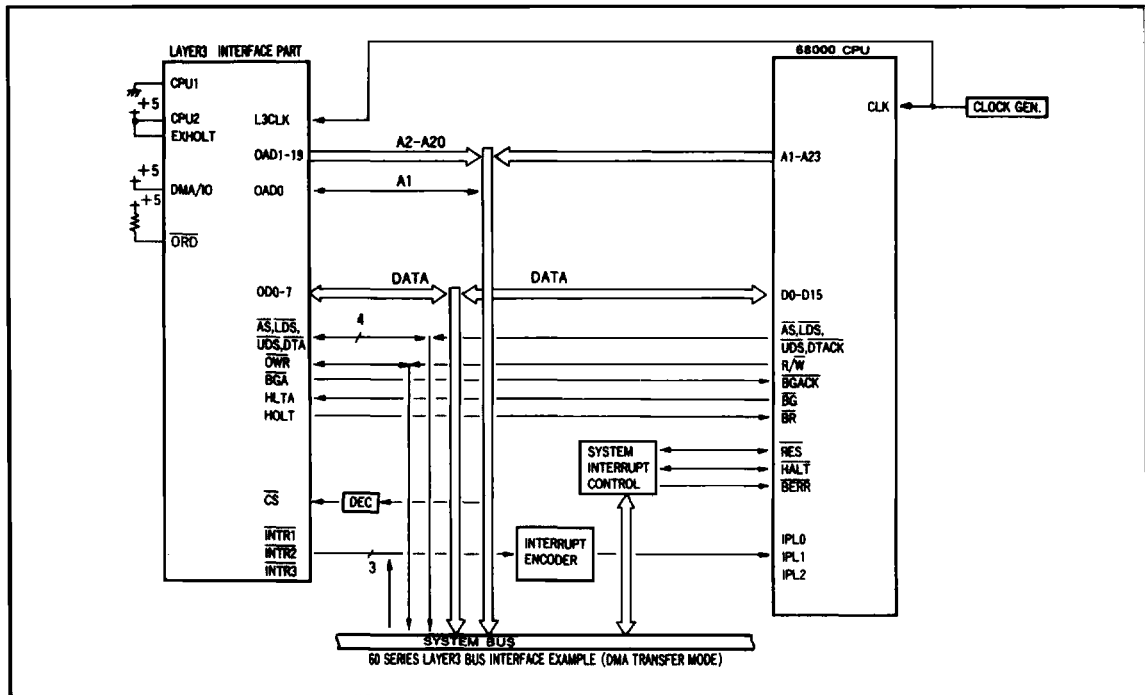 LAYER3 INTERFACE PART
68000 CPU
CPU1
+5
CPU2
EXHOLT
L3CLK
CLK
CLOCK GEN.
A2-A20
OAD1-19
A1-A23
+5
DMA/IO
OAD0
A1
+5
ORD
DATA
DATA
OD0-7
D0-D15
AS,LDS,
UDS,DTA
4
AS,LDS,
UDS,DTACK
OWR
R/W
BGA
BGACK
HLTA
BG
HOLT
BR
SYSTEM
INTERRUPT
CONTROL
RES
HALT
BERR
CS
DEC
INTR1
INTR2
INTR3
3
INTERRUPT
ENCODER
IPL0
IPL1
IPL2
SYSTEM BUS
60 SERIES LAYER3 BUS INTERFACE EXAMPLE (DMA TRANSFER MODE)